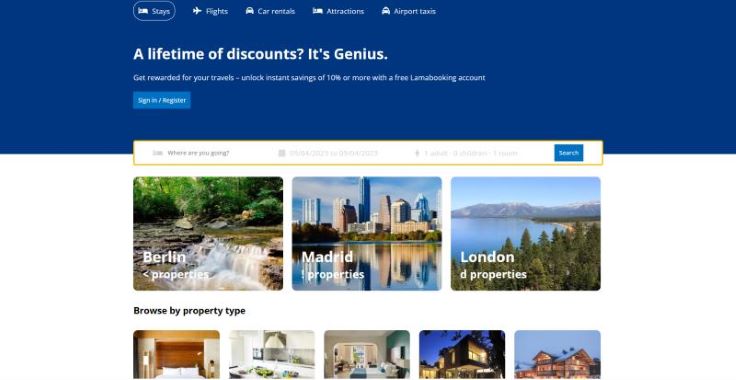 Stays Flights Car rentals Attractions Airport taxis
A lifetime of discounts? It's Genius.
Get rewarded for your travels – unlock instant savings of 10% or more with a free Lamabooking account
Sign in / Register
Where are you going? 05/04/2023 to 05/04/2023 1 adult · 0 children · 1 room Search
Berlin Madrid London
< properties ! properties d properties
Browse by property type